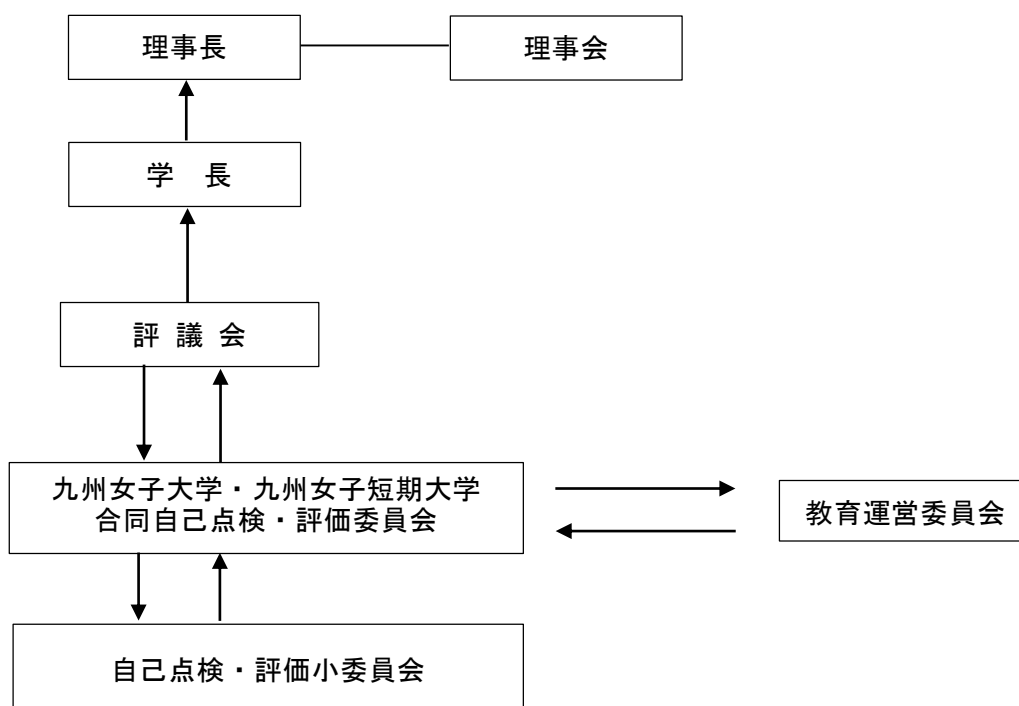 理事長
理事会
学　長
評 議 会
九州女子大学・九州女子短期大学
合同自己点検・評価委員会
教育運営委員会
自己点検・評価小委員会